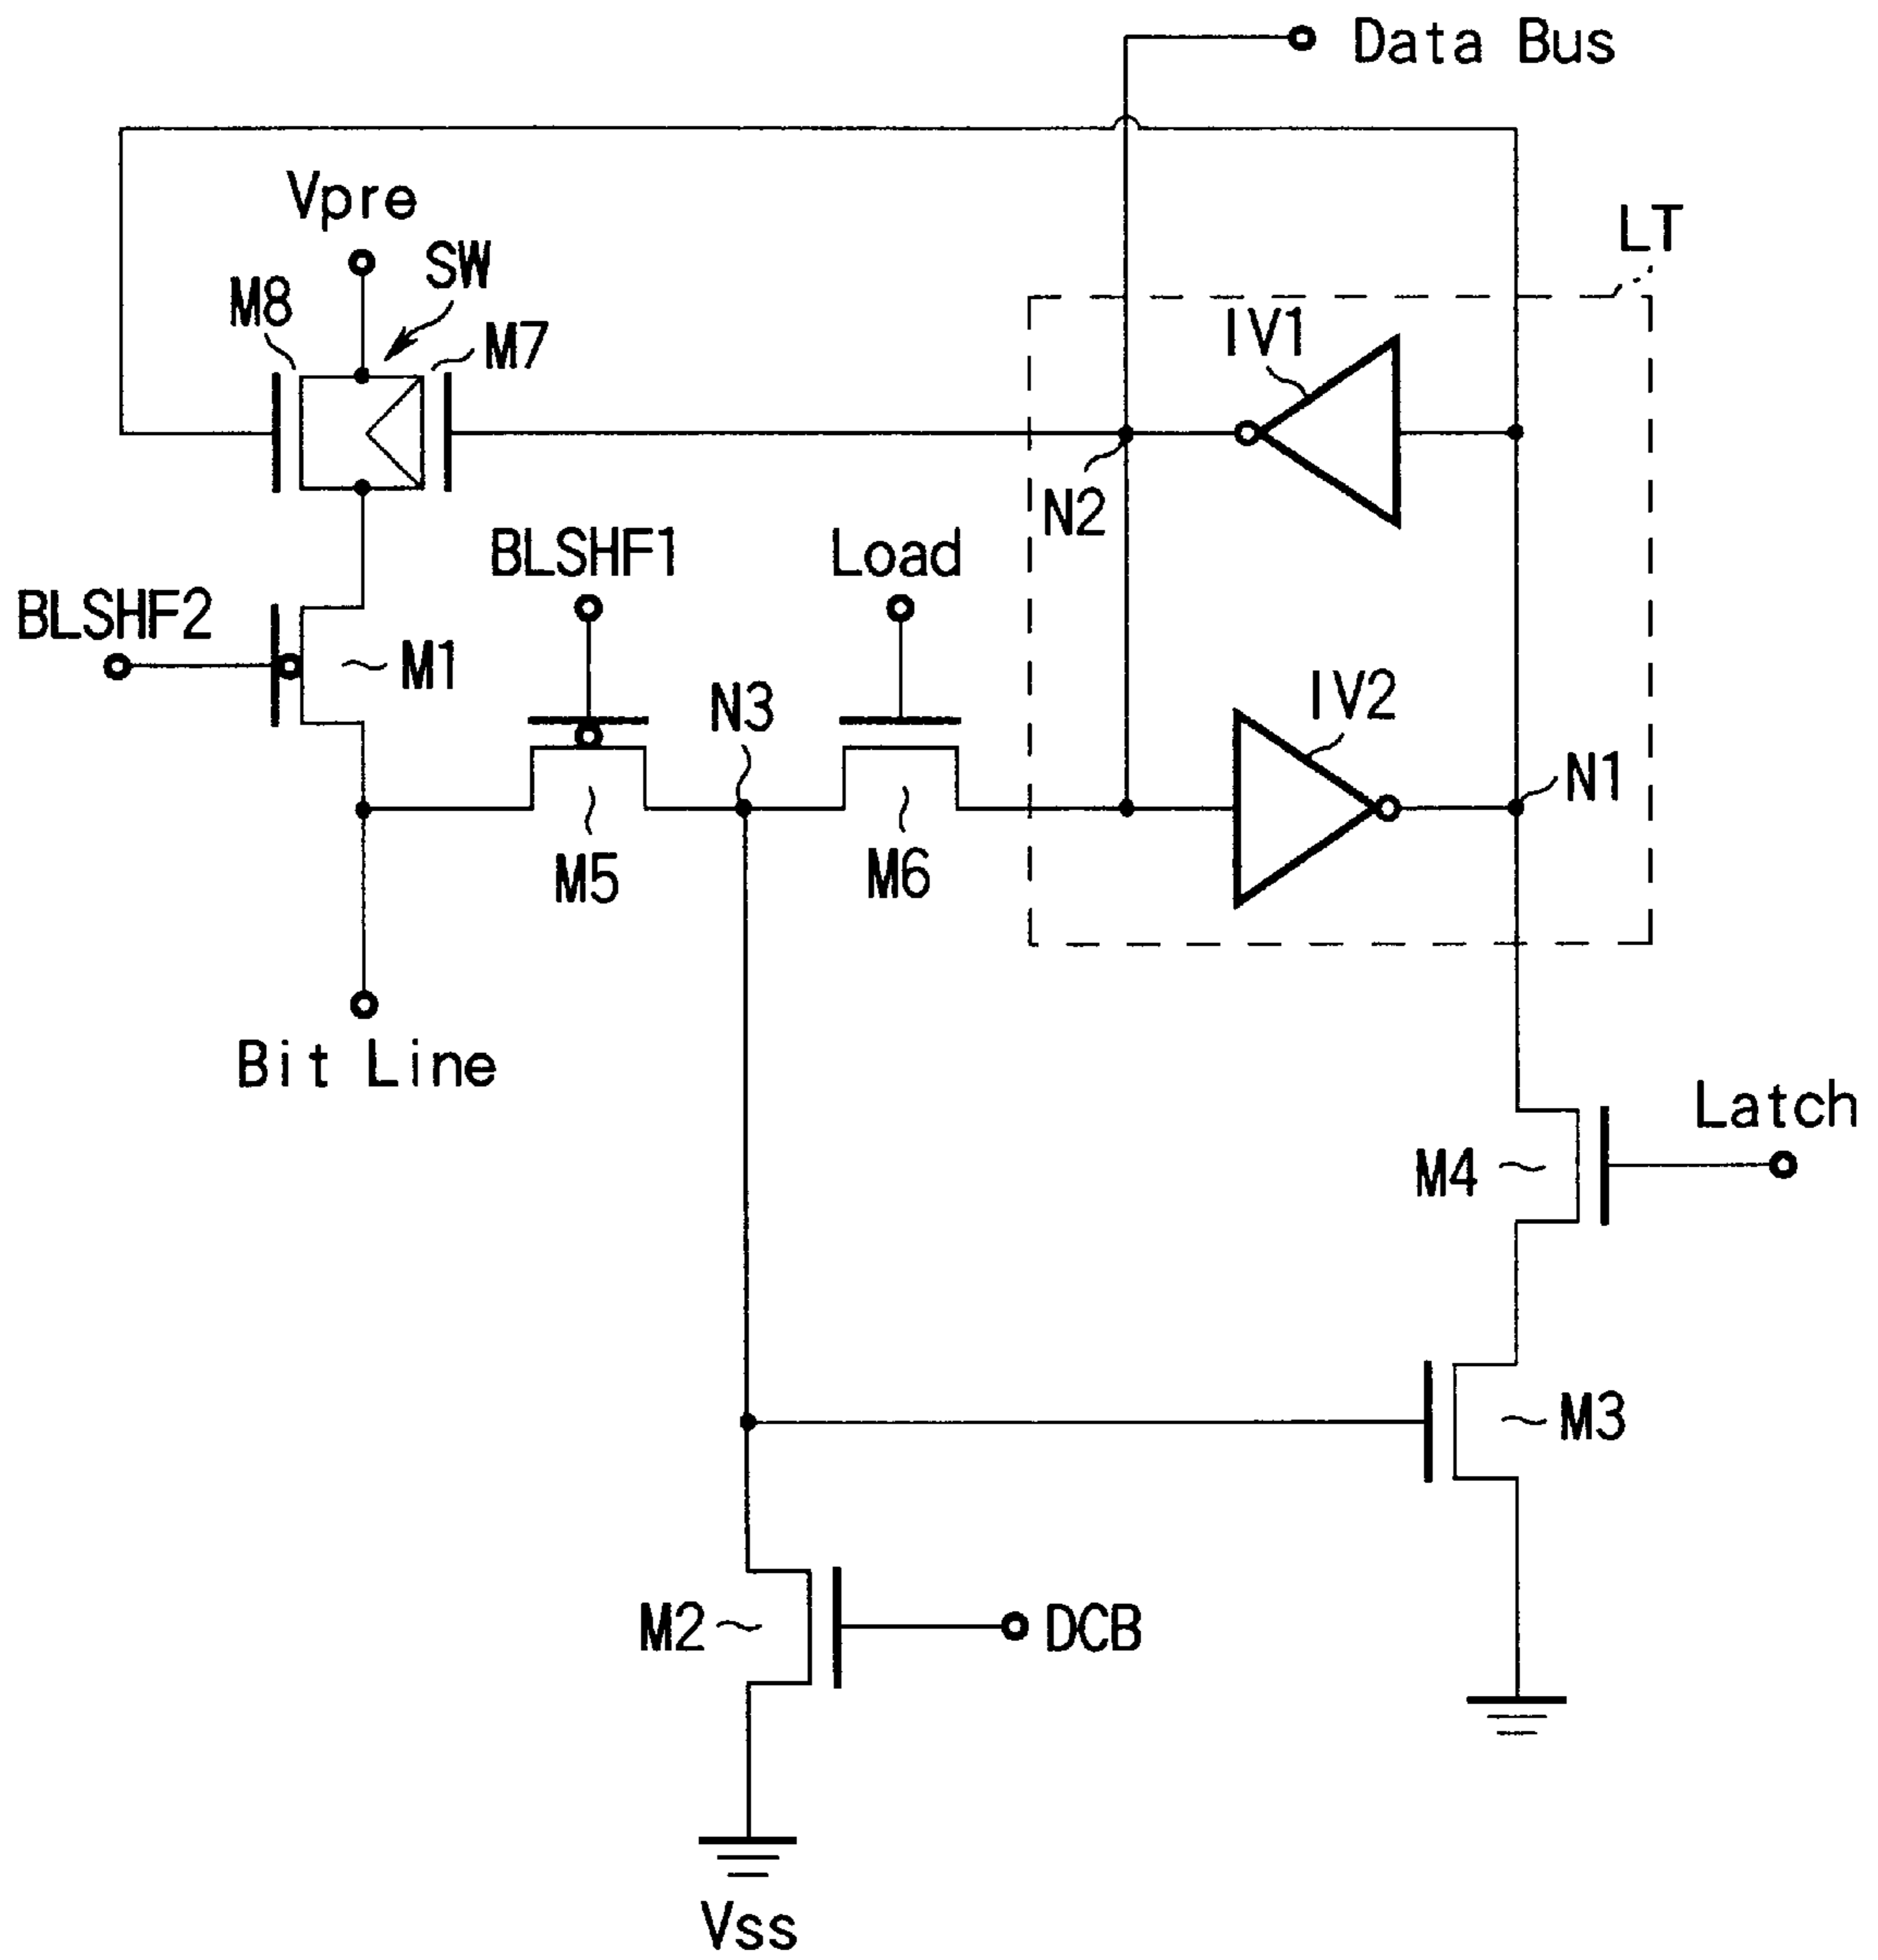 Data Bus
Vpre
LT
SW
M8
IV1
M7
N2
BLSHF1
Load
BLSHF2
M1
IV2
N3
N1
M5
M6
Bit Line
Latch
M4
M3
M2
DCB
Vss